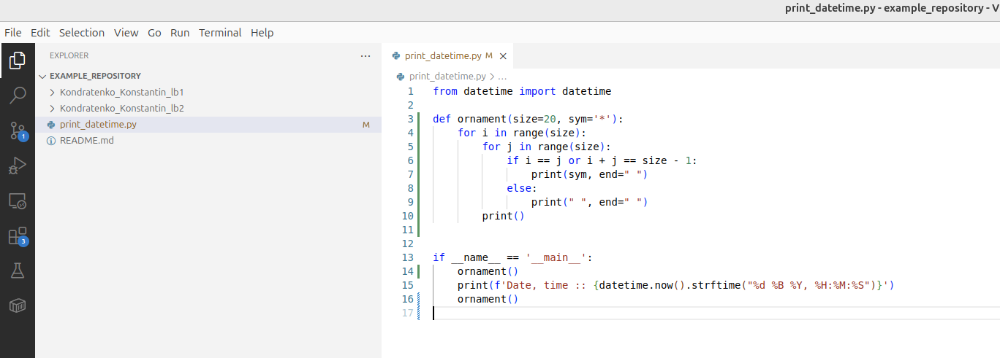 print_datetime.py - example_repository - V
File Edit Selection View Go Run Terminal Help
EXPLORER
···
print_datetime.py M
EXAMPLE_REPOSITORY
print_datetime.py > ...
Kondratenko_Konstantin_lb1
Kondratenko_Konstantin_lb2
print_datetime.py M
README.md
1
3
1 from datetime import datetime
2
3 def ornament(size=20, sym='*'):
4     for i in range(size):
5         for j in range(size):
6             if i == j or i + j == size - 1:
7                 print(sym, end=" ")
8             else:
9                 print(" ", end=" ")
10         print()
11
12
13 if __name__ == '__main__':
14     ornament()
15     print(f'Date, time :: {datetime.now().strftime("%d %B %Y, %H:%M:%S")}')
16     ornament()
17